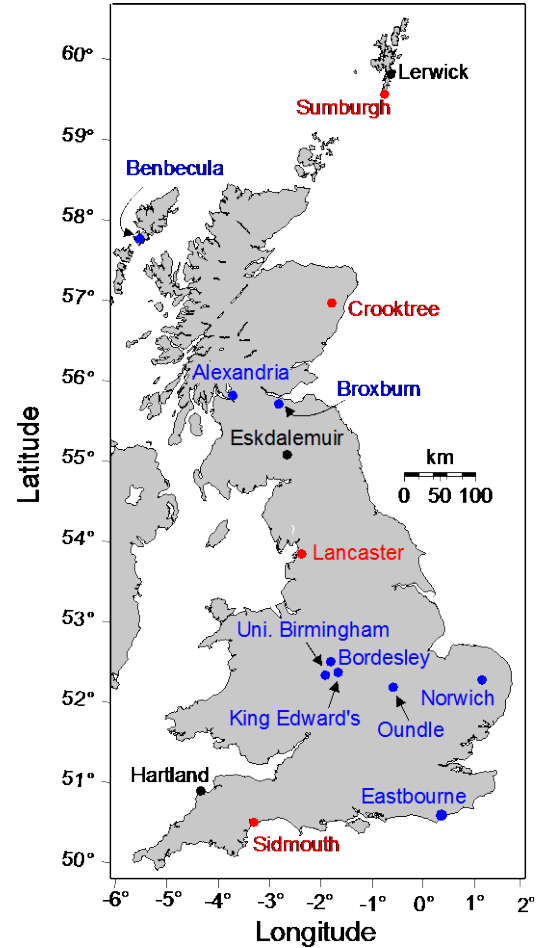 60°
Lerwick
Sumburgh
59°
Benbecula
58°
57°
Crooktree
Alexandria
56°
Broxburn
Eskdalemuir
55°
km
0 50 100
Latitude
54°
Lancaster
53°
Uni. Birmingham
Bordesley
52°
King Edward's
Norwich
Oundle
51°
Hartland
Eastbourne
Sidmouth
50°
-6° -5° -4° -3° -2° -1° 0° 1° 2°
Longitude